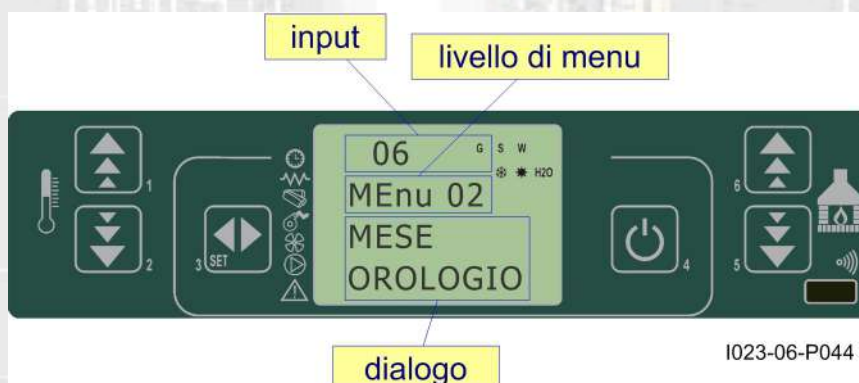 input
livello di menu
06 G S W
H2O
MEnu 02
MESE
OROLOGIO
1
2
3 SET
4
6
5
dialogo
I023-06-P044